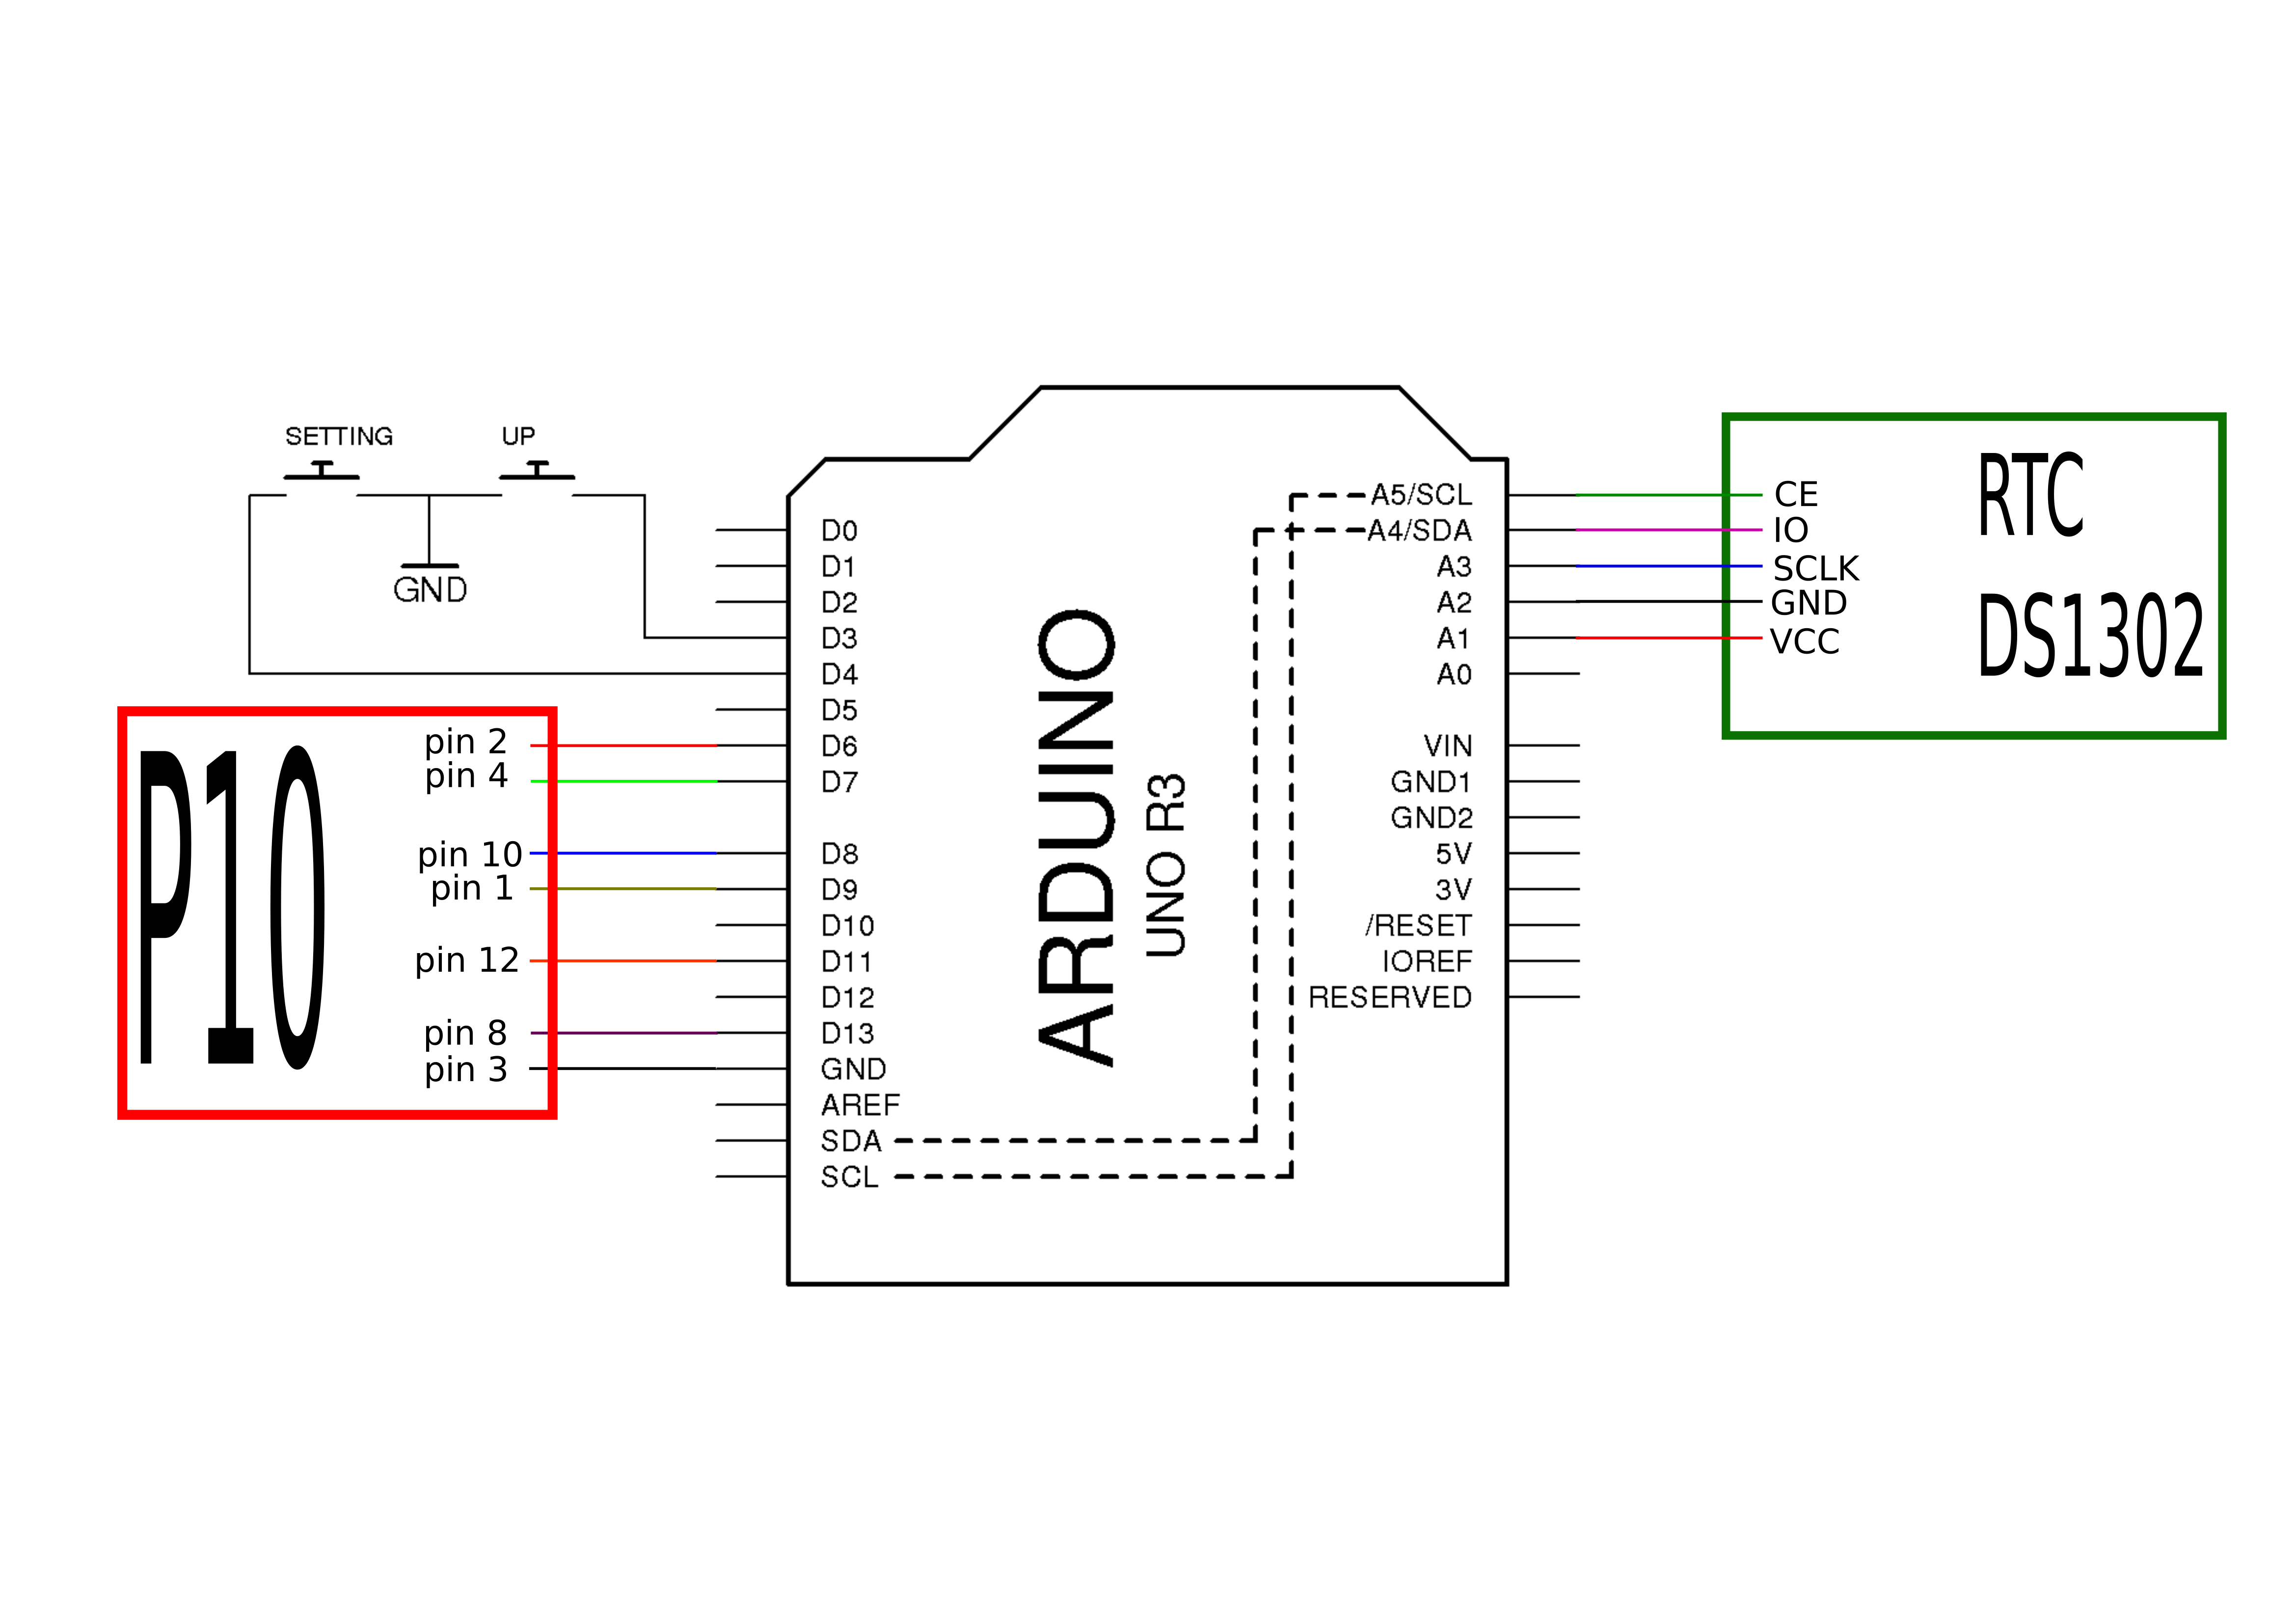 SETTING
UP
GND
P10
pin 2
pin 4
pin 10
pin 1
pin 12
pin 8
pin 3
D0
D1
D2
D3
D4
D5
D6
D7
D8
D9
D10
D11
D12
D13
GND
AREF
SDA
SCL
ARDUINO
UNO R3
A5/SCL
A4/SDA
A3
A2
A1
A0
VIN
GND1
GND2
5V
3V
/RESET
IOREF
RESERVED
CE
IO
SCLK
GND
VCC
RTC
DS1302